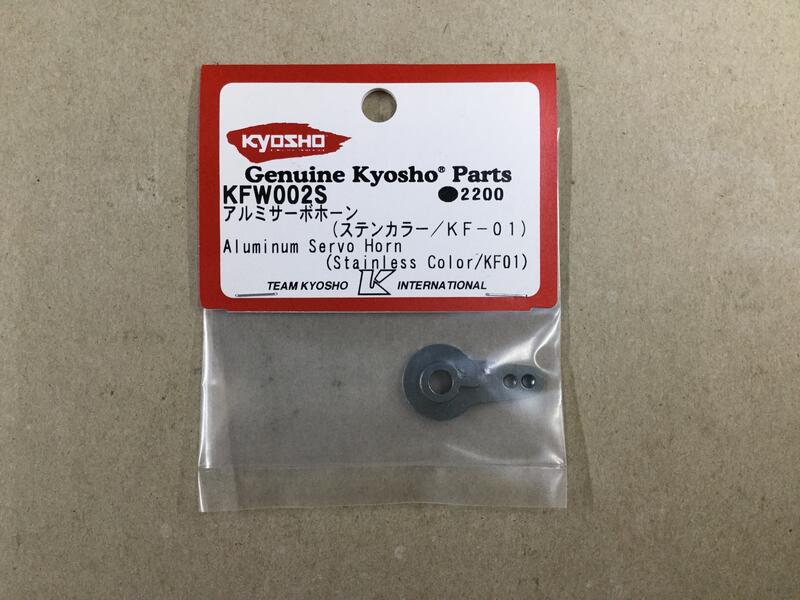 KYOSHO
Genuine Kyosho® Parts
KFW002S ●2200
アルミサーボホーン
(ステンカラー/KF-01)
Aluminum Servo Horn
(Stainless Color/KF01)
TEAM KYOSHO K INTERNATIONAL